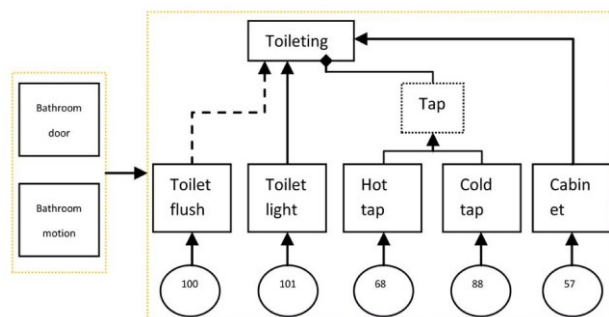 Toileting
Bathroom
door
Tap
Bathroom
motion
Toilet
flush
Toilet
light
Hot
tap
Cold
tap
Cabin
et
100
101
68
88
57